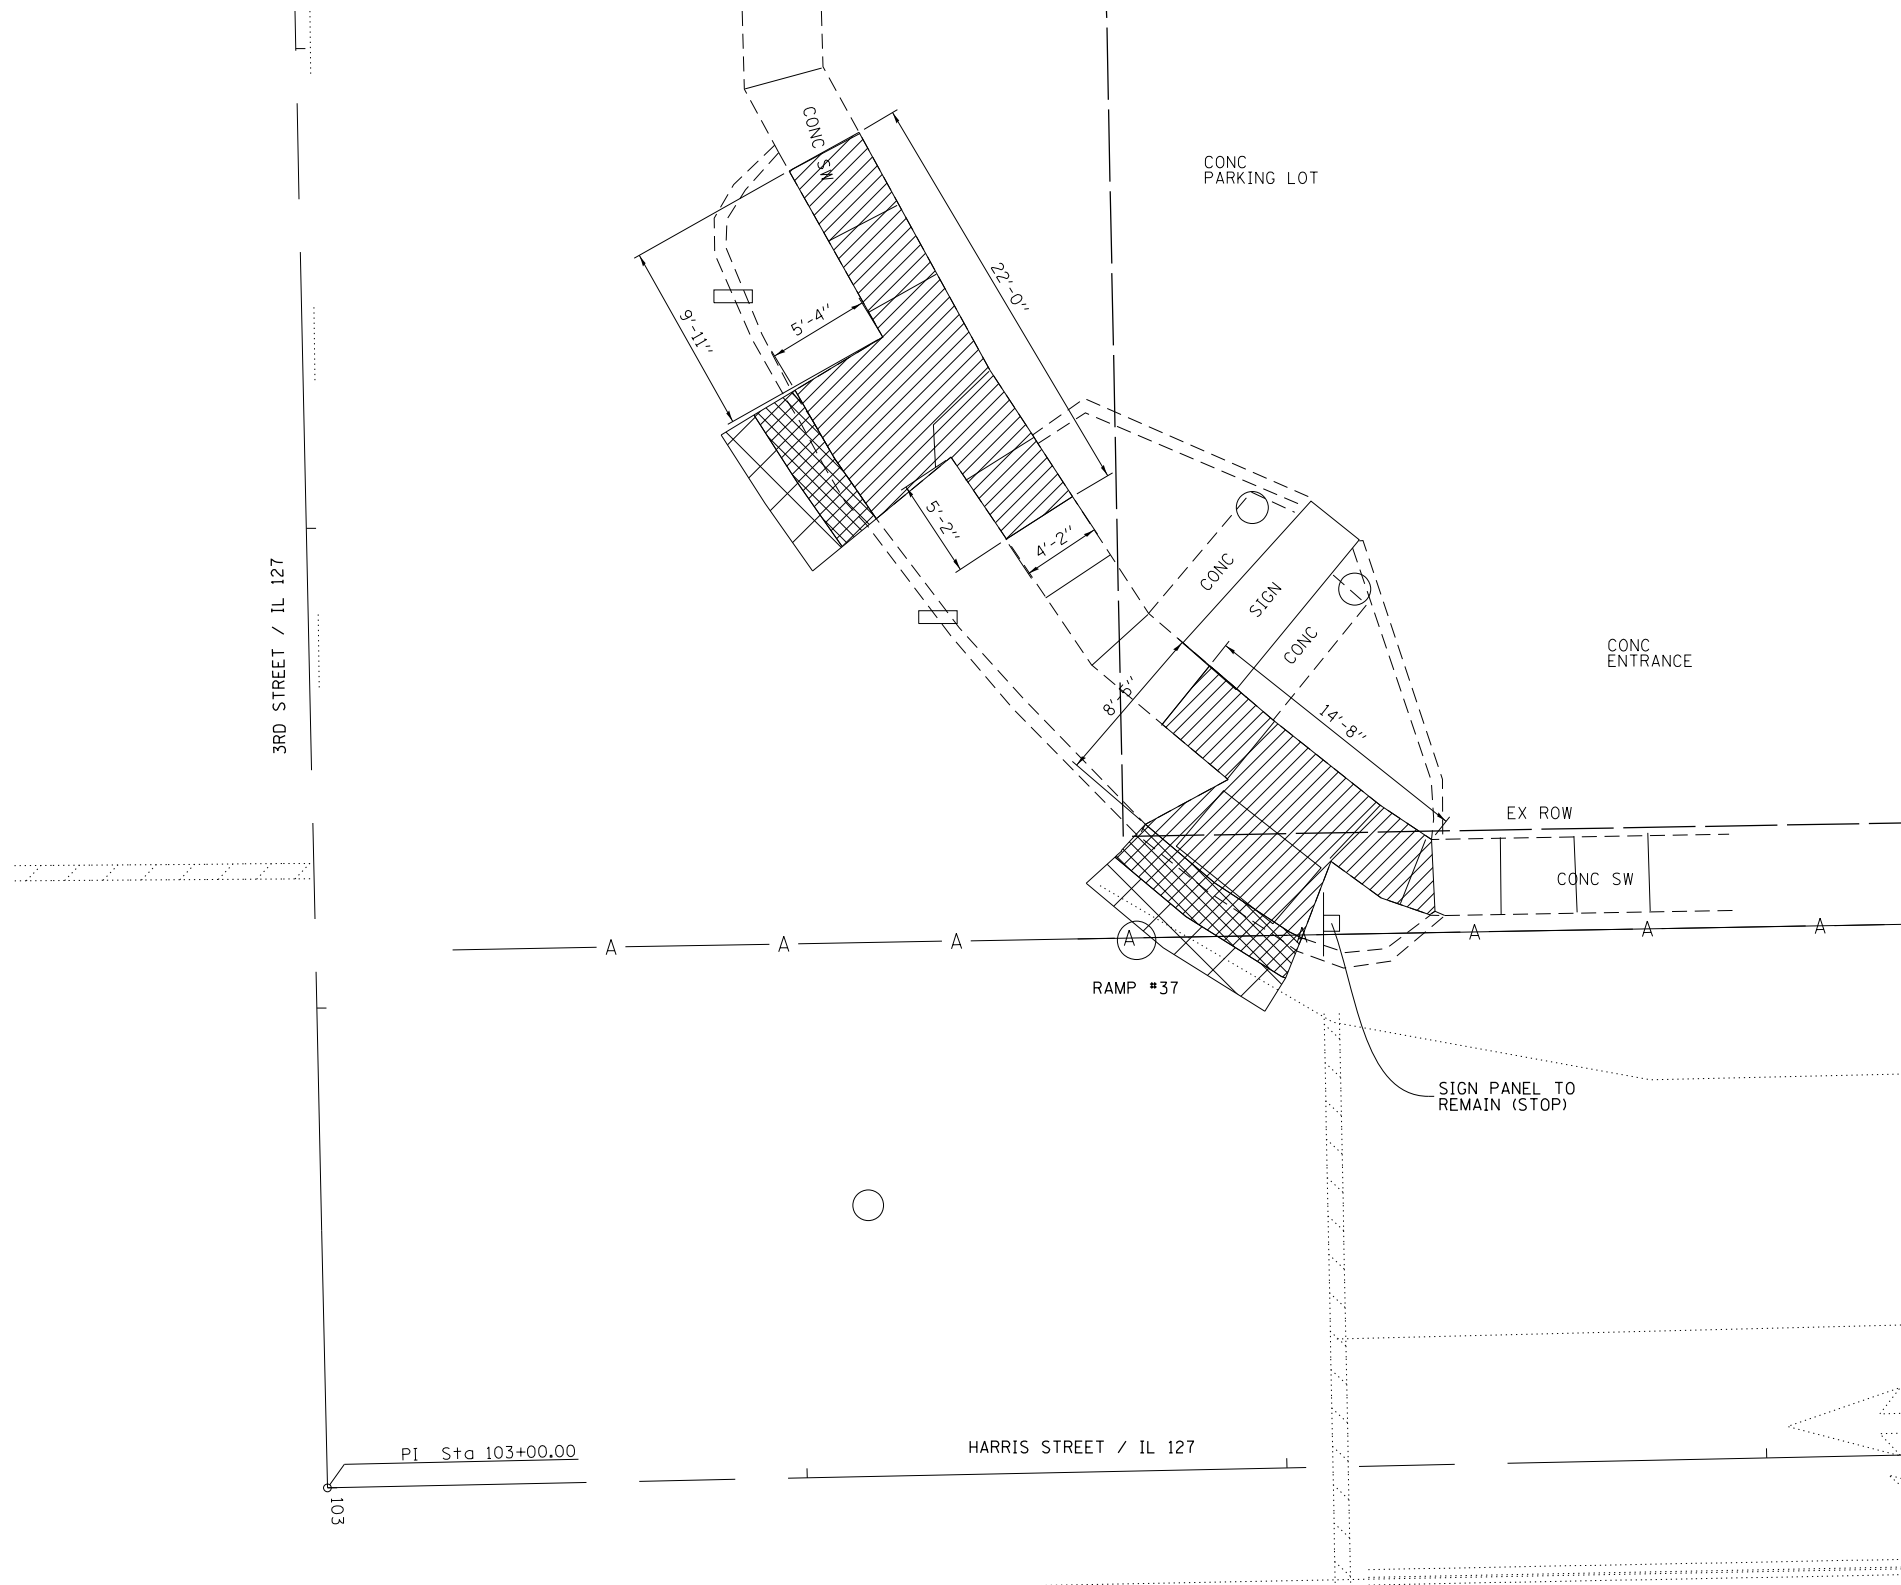 CONC SW
CONC
PARKING LOT
22'-0"
9'-11"
5'-4"
5'-2"
4'-2"
CONC
SIGN
CONC
CONC
ENTRANCE
3RD STREET / IL 127
8'-5"
14'-8"
EX ROW
CONC SW
A A A A A A A A
RAMP #37
SIGN PANEL TO
REMAIN (STOP)
HARRIS STREET / IL 127
PI Sta 103+00.00
103